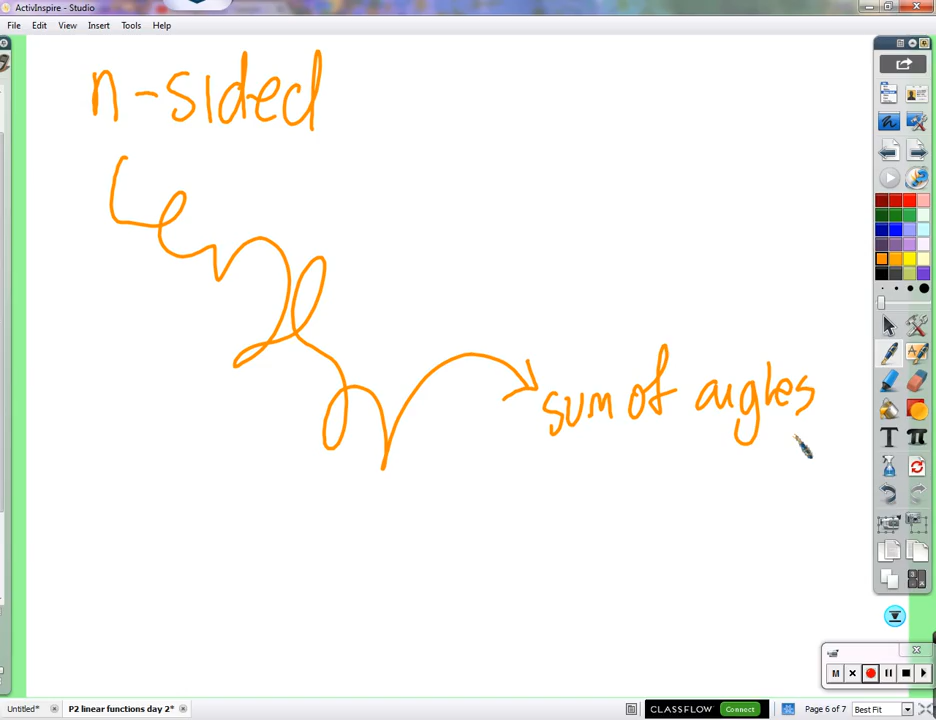 ActivInspire - Studio
File Edit View Insert Tools Help
n-sided
sum of angles
M
Untitled* P2 linear functions day 2* CLASSFLOW Connect Page 6 of 7 Best Fit